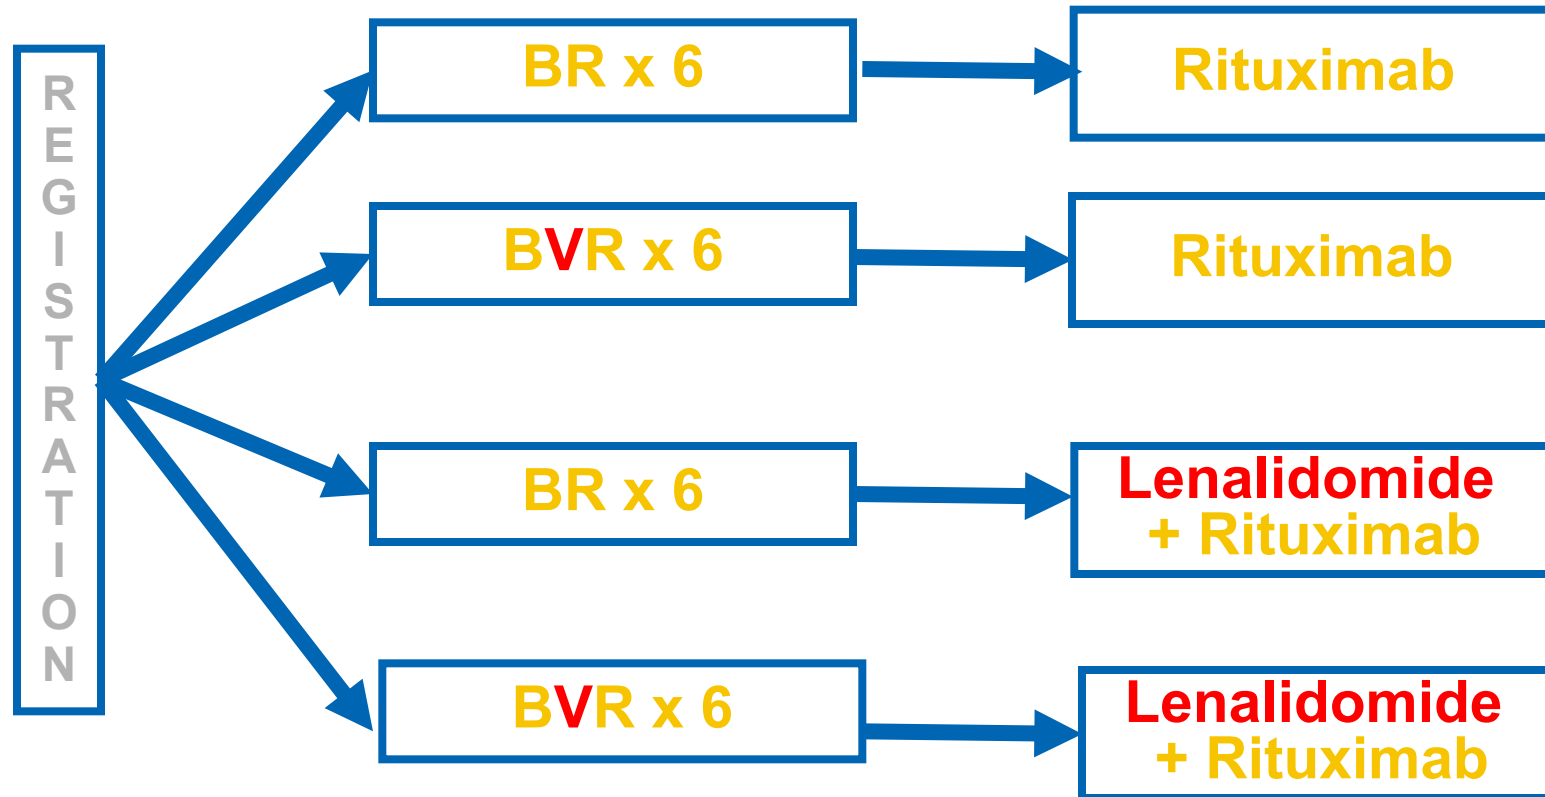 REGISTRATION
BR x 6
Rituximab
BVR x 6
Rituximab
BR x 6
Lenalidomide
+ Rituximab
BVR x 6
Lenalidomide
+ Rituximab